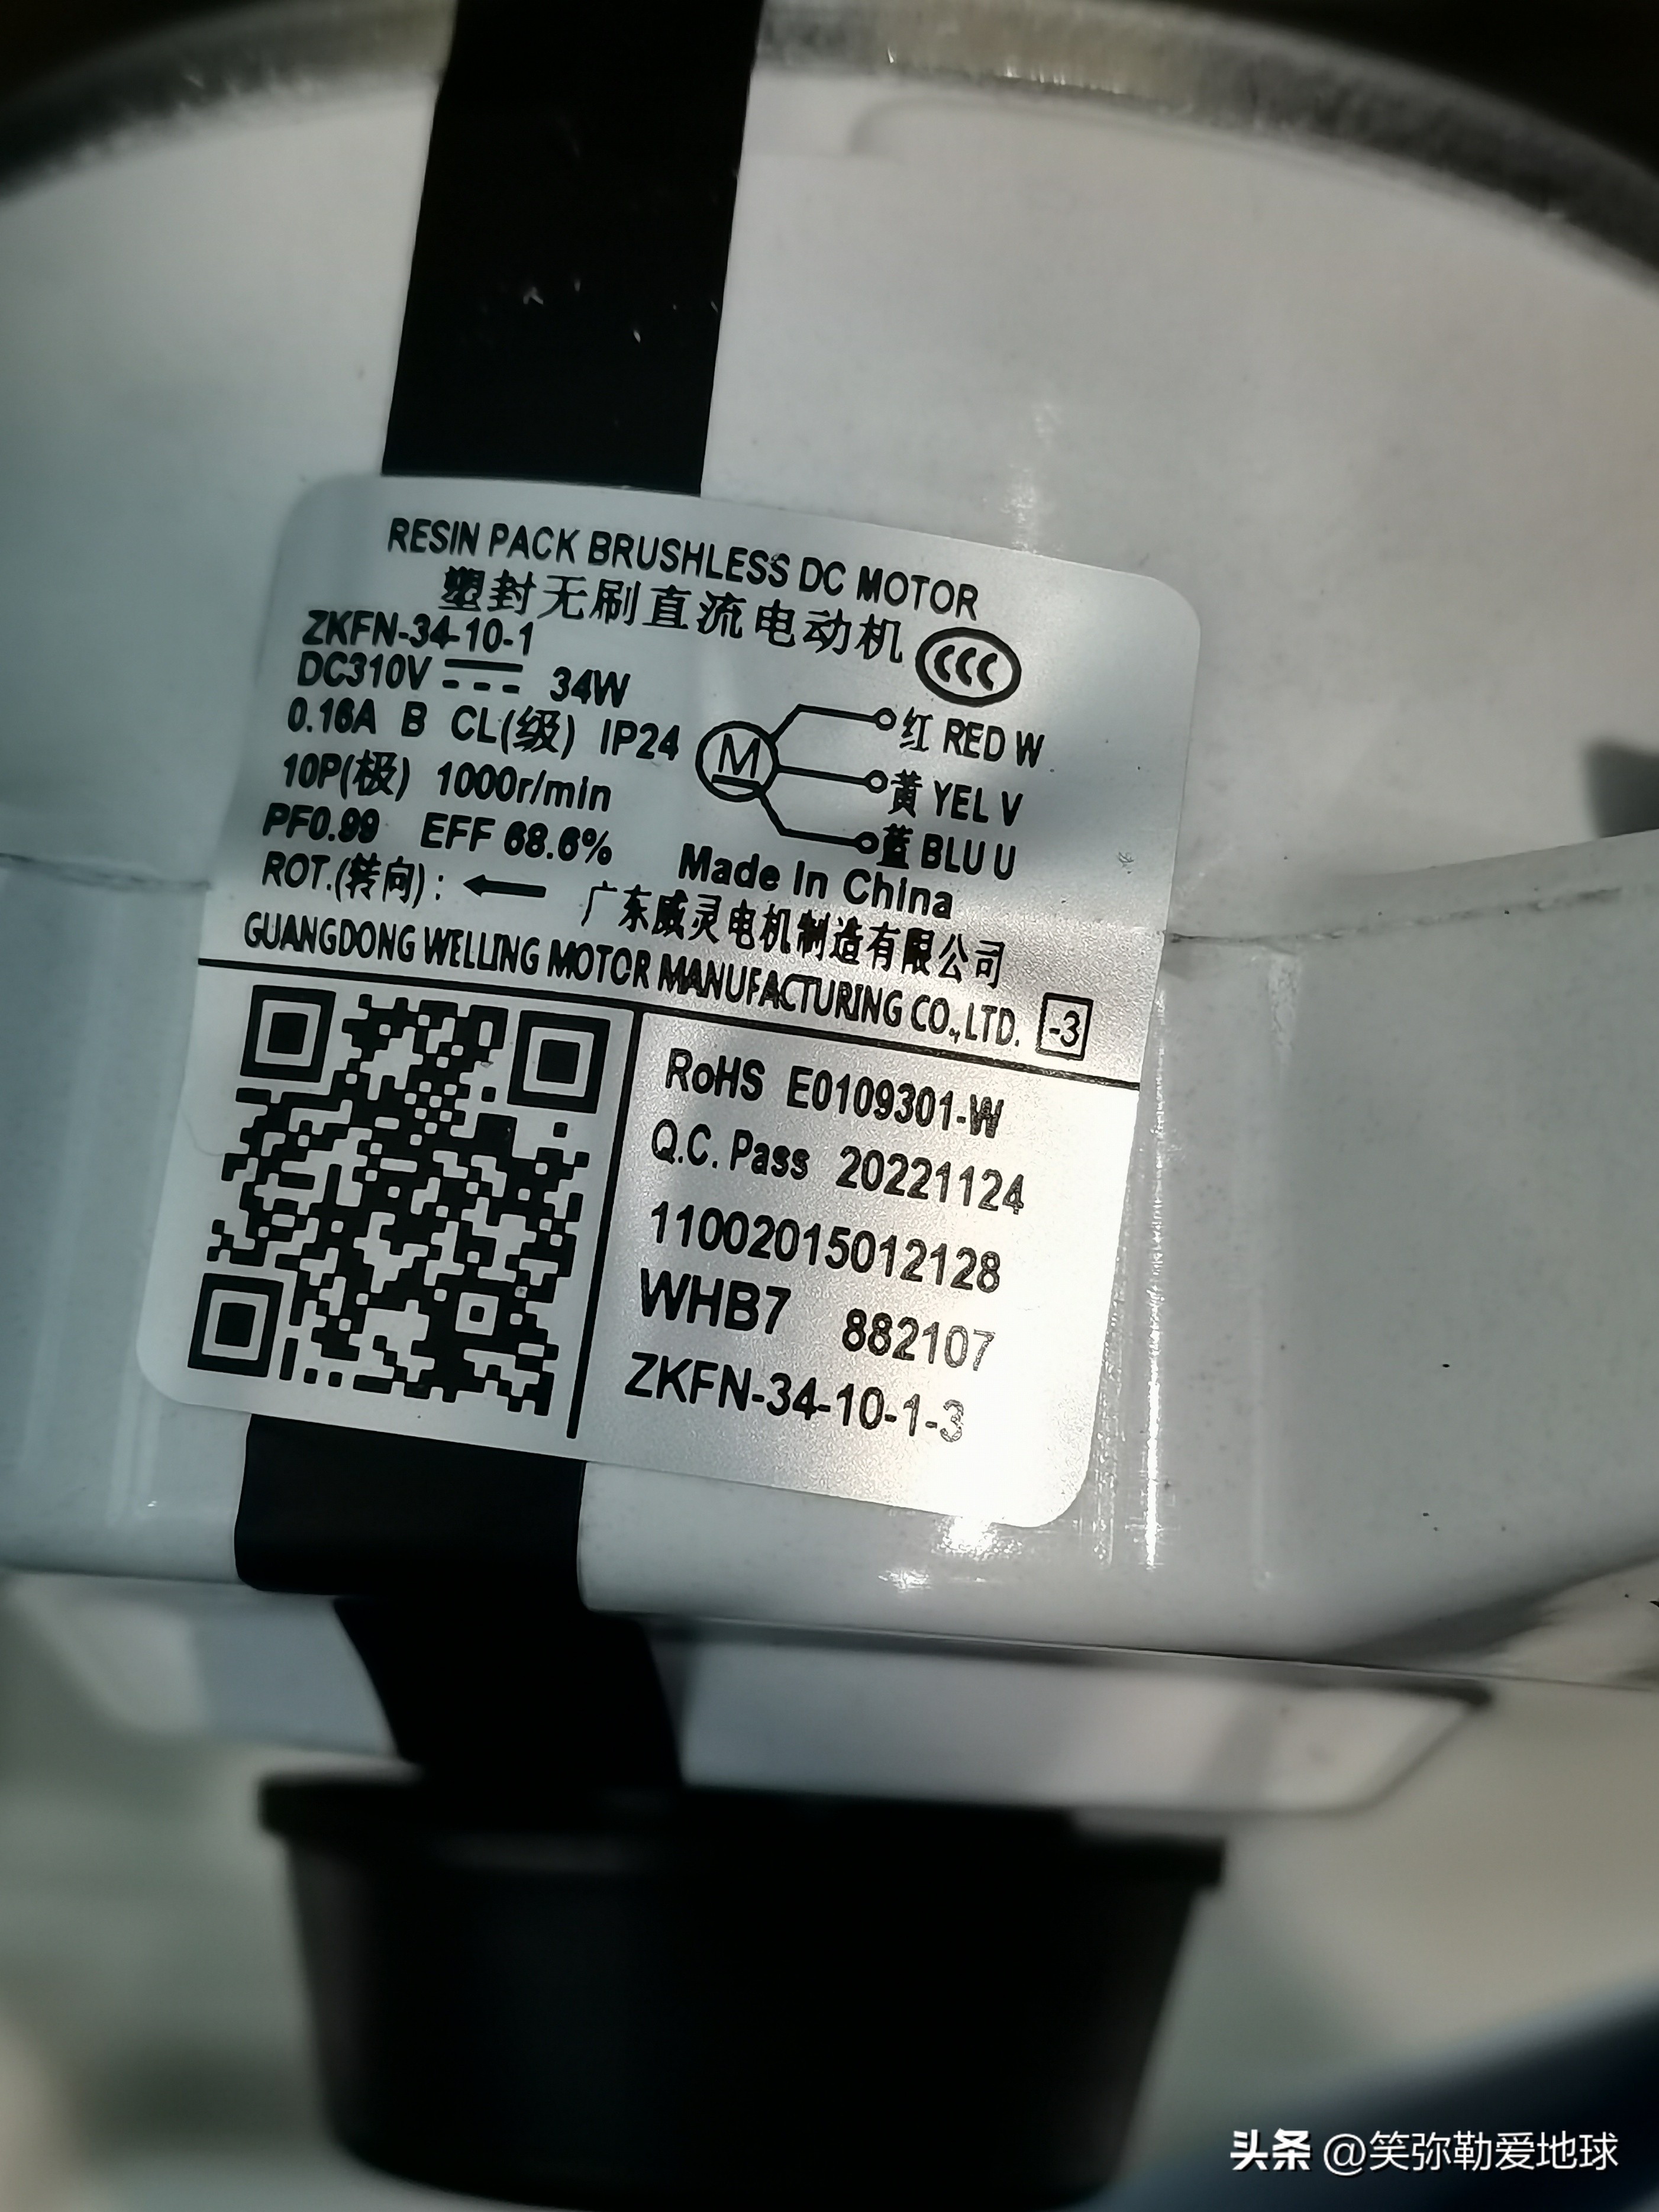 RESIN PACK BRUSHLESS DC MOTOR
塑封无刷直流电动机
CCC
ZKFN-34-10-1
DC310V 34W
0.16A B CL(级) IP24
10P(极) 1000r/min
PF0.99 EFF 68.6%
ROT.(转向):
M
红 RED W
黄 YEL V
蓝 BLU U
Made In China
广东威灵电机制造有限公司
GUANGDONG WELLING MOTOR MANUFACTURING CO.,LTD. -3
RoHS E0109301-W
Q.C. Pass 20221124
11002015012128
WHB7 882107
ZKFN-34-10-1-3
头条 @笑弥勒爱地球